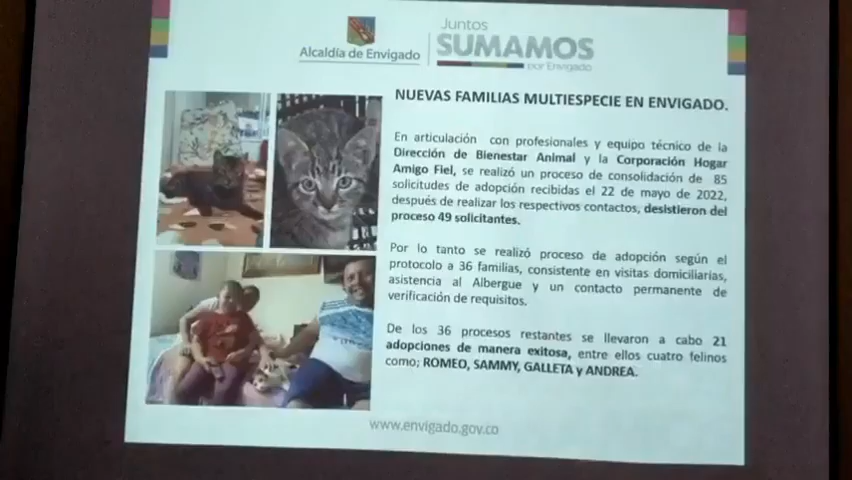 Alcaldía de Envigado
Juntos
SUMAMOS
por Envigado
NUEVAS FAMILIAS MULTIESPECIE EN ENVIGADO.
En articulación con profesionales y equipo técnico de la
Dirección de Bienestar Animal y la Corporación Hogar
Amigo Fiel, se realizó un proceso de consolidación de 85
solicitudes de adopción recibidas el 22 de mayo de 2022,
después de realizar los respectivos contactos, desistieron del
proceso 49 solicitantes.
Por lo tanto se realizó proceso de adopción según el
protocolo a 36 familias, consistente en visitas domiciliarias,
asistencia al Albergue y un contacto permanente de
verificación de requisitos.
De los 36 procesos restantes se llevaron a cabo 21
adopciones de manera exitosa, entre ellos cuatro felinos
como; ROMEO, SAMMY, GALLETA y ANDREA.
www.envigado.gov.co